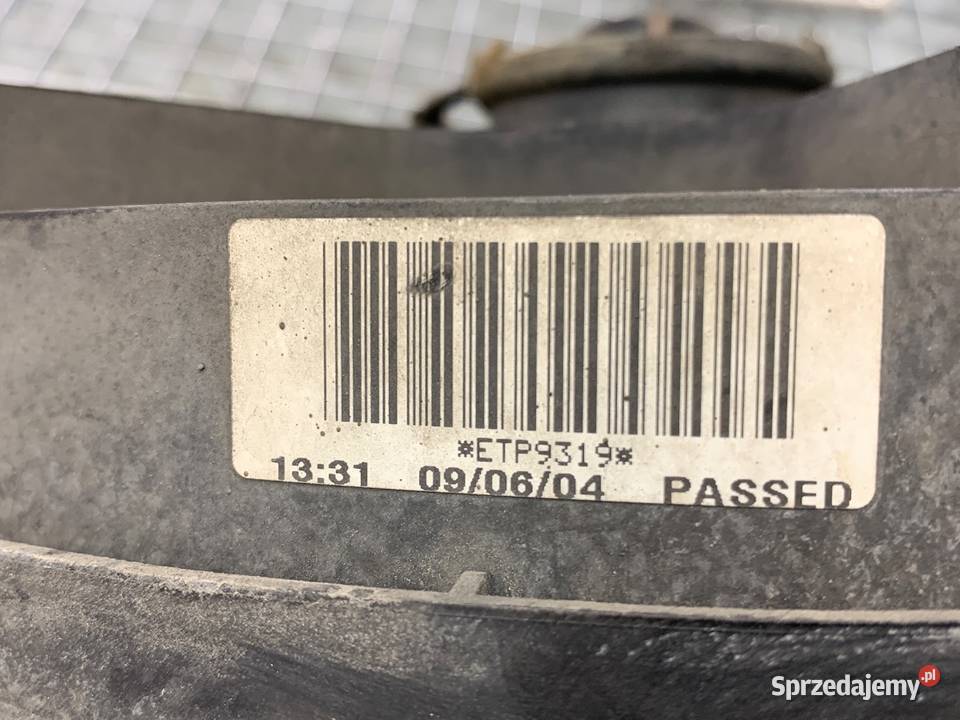 *ETP9319*
13:31 09/06/04 PASSED
Sprzedajemy.pl